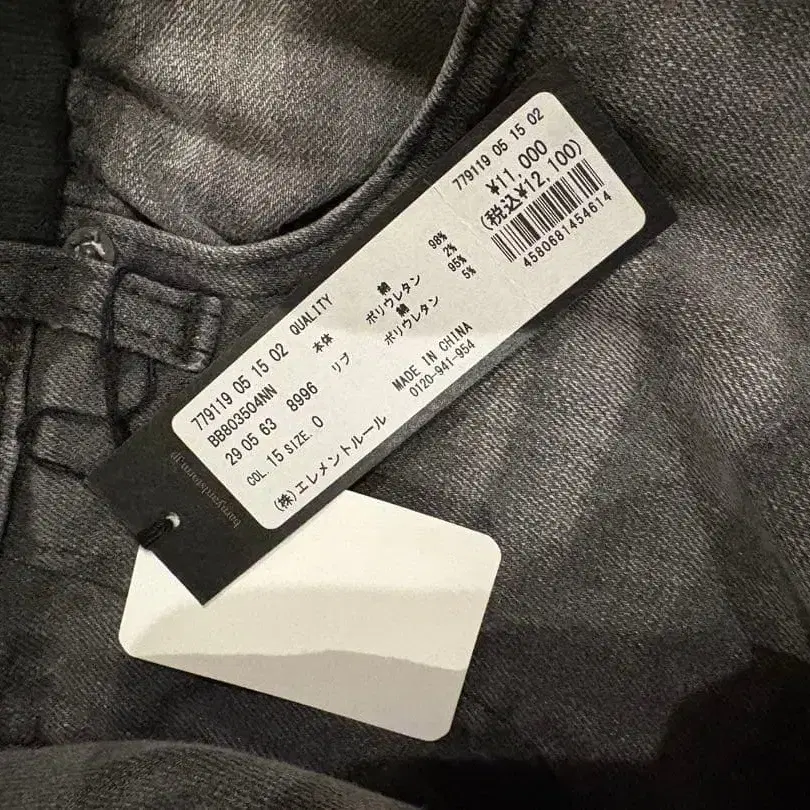 779119 05 15 02
¥11,000
(税込¥12,100)
4580681454614
779119 05 15 02 QUALITY
BB803504NN
29 05 63 8996
COL. 15 SIZE. 0
本体 綿 98%
ポリウレタン 2%
リブ 綿 95%
ポリウレタン 5%
MADE IN CHINA
0120-941-954
(株)エレメントルール
barnyardstorm.jp